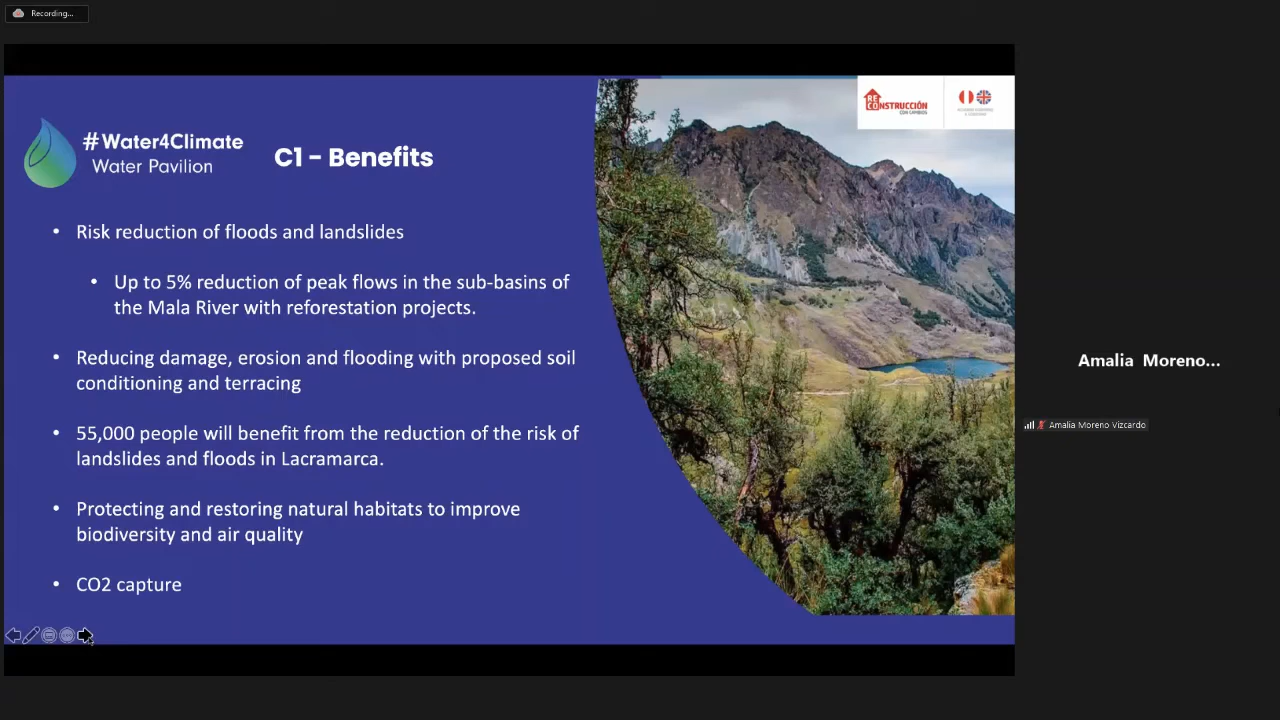 Recording...
#Water4Climate
Water Pavilion
C1 – Benefits
RECONSTRUCCIÓN
CON CAMBIOS
• Risk reduction of floods and landslides
• Up to 5% reduction of peak flows in the sub-basins of
the Mala River with reforestation projects.
• Reducing damage, erosion and flooding with proposed soil
conditioning and terracing
• 55,000 people will benefit from the reduction of the risk of
landslides and floods in Lacramarca.
• Protecting and restoring natural habitats to improve
biodiversity and air quality
• CO2 capture
Amalia Moreno...
Amalia Moreno Vizcardo